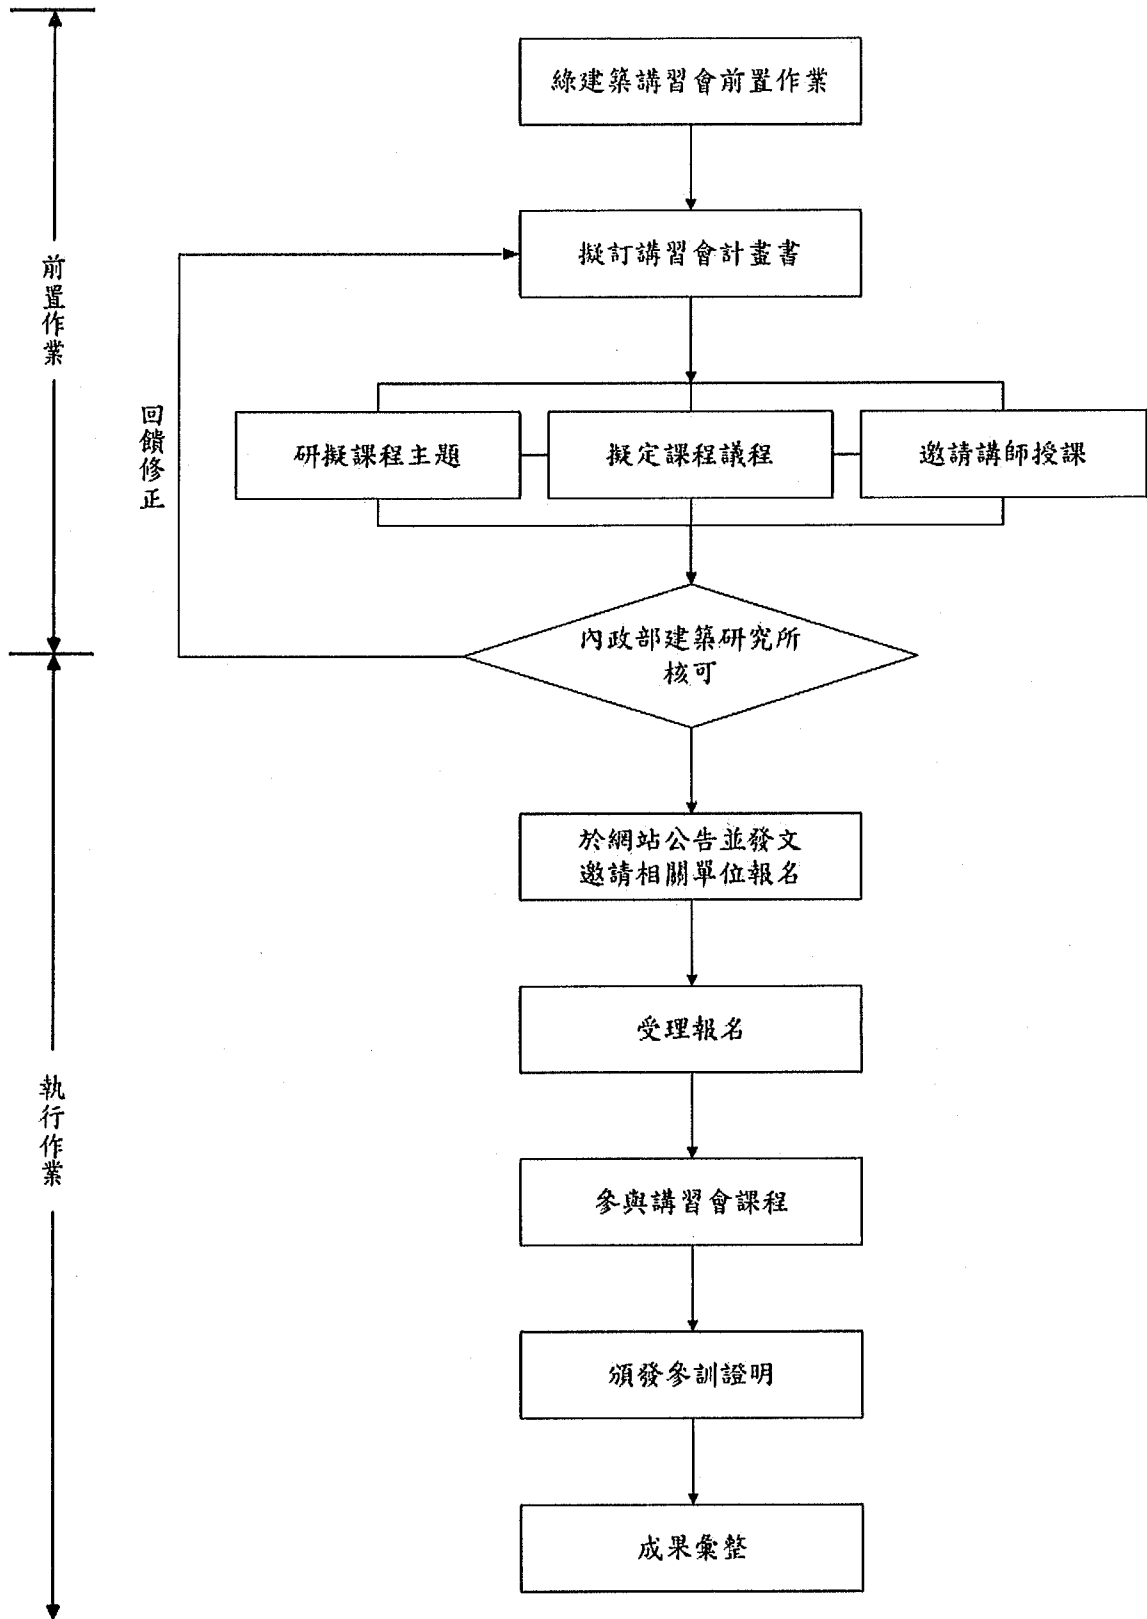 綠建築講習會前置作業
擬訂講習會計畫書
前置作業
回饋修正
研擬課程主題
擬定課程議程
邀請講師授課
內政部建築研究所
核可
於網站公告並發文
邀請相關單位報名
受理報名
執行作業
參與講習會課程
頒發參訓證明
成果彙整